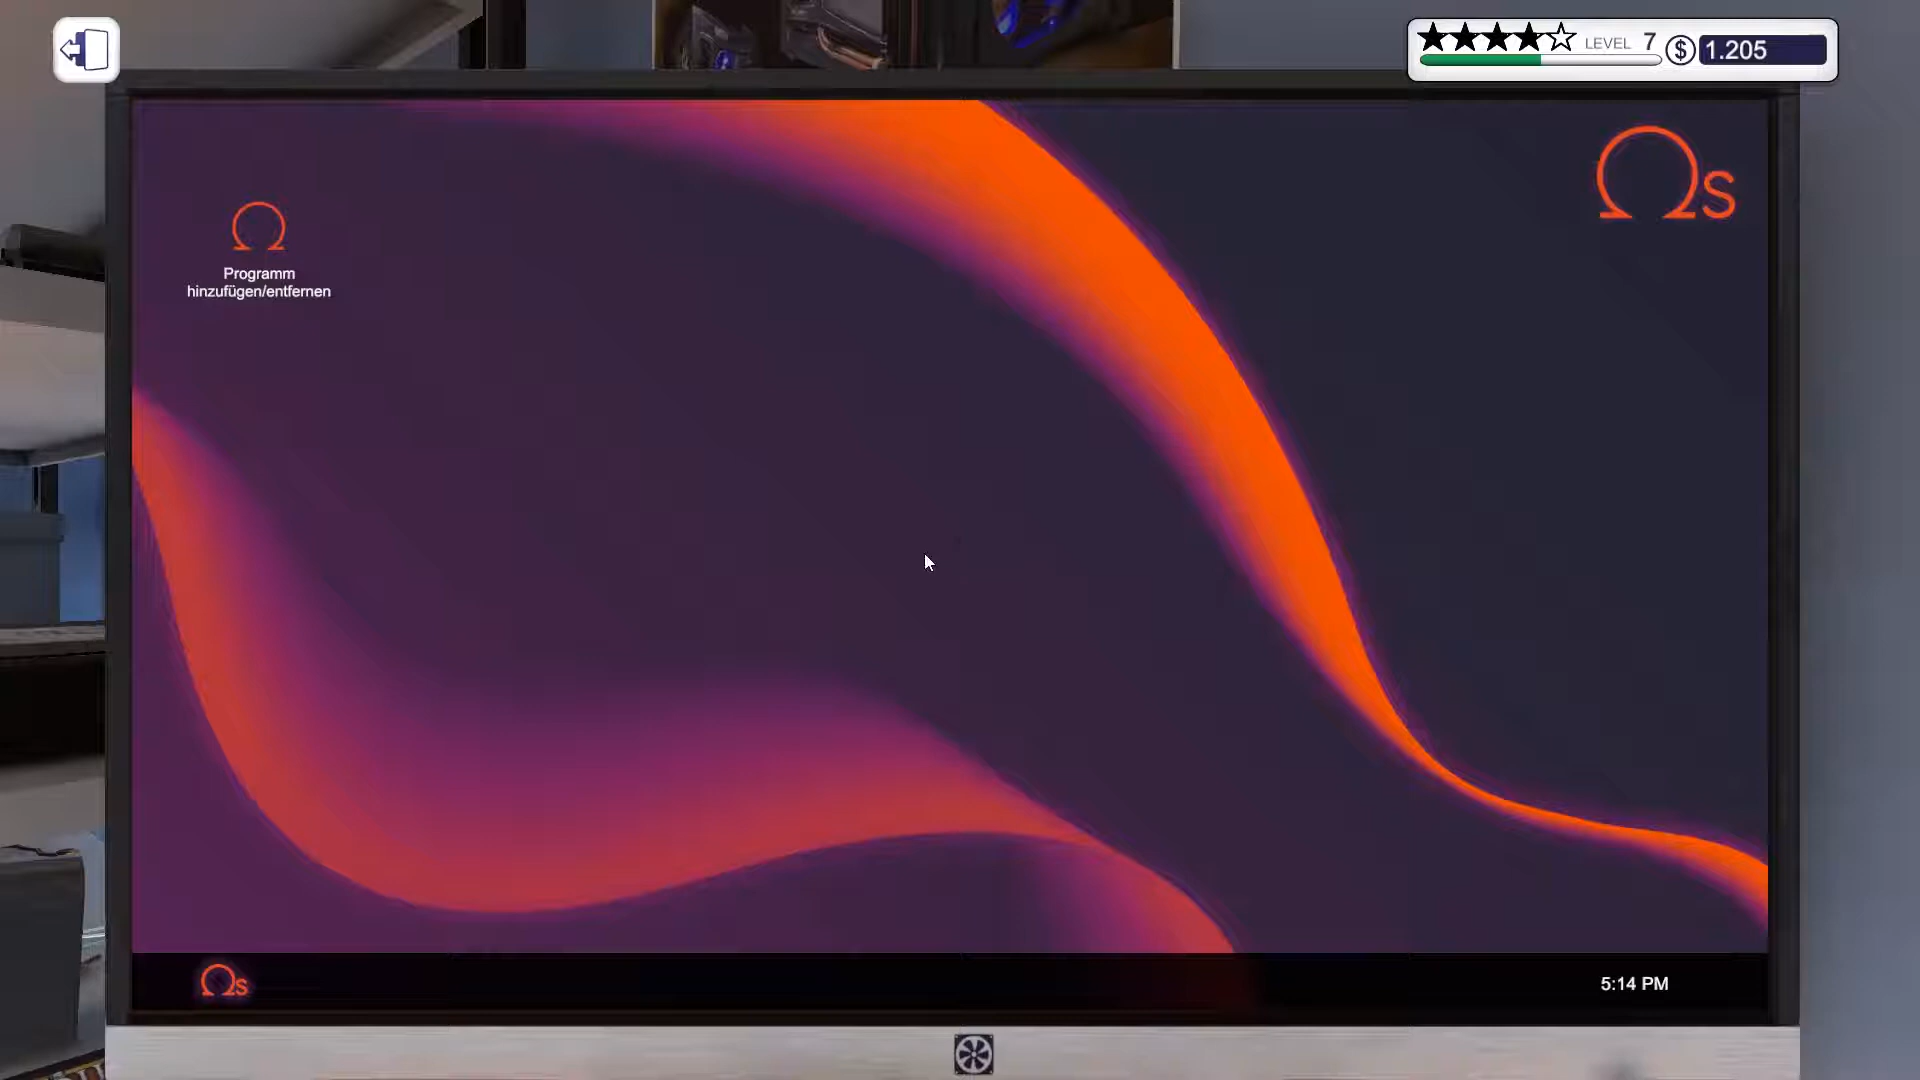 LEVEL 7
$ 1.205
Ωs
Programm
hinzufügen/entfernen
Ωs
5:14 PM